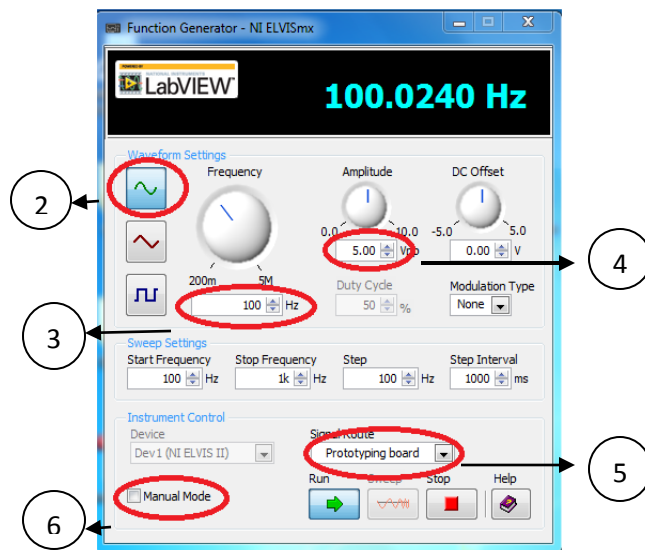 Function Generator - NI ELVISmx
NATIONAL INSTRUMENTS
LabVIEW
100.0240 Hz
Waveform Settings
Frequency
Amplitude
DC Offset
2
0.0
10.0
-5.0
5.0
5.00 Vpp
0.00 V
4
200m
5M
Duty Cycle
Modulation Type
100 Hz
50 %
None
3
Sweep Settings
Start Frequency
Stop Frequency
Step
Step Interval
100 Hz
1k Hz
100 Hz
1000 ms
Instrument Control
Device
Signal Route
Dev1 (NI ELVIS II)
Prototyping board
5
Run
Sweep
Stop
Help
Manual Mode
6